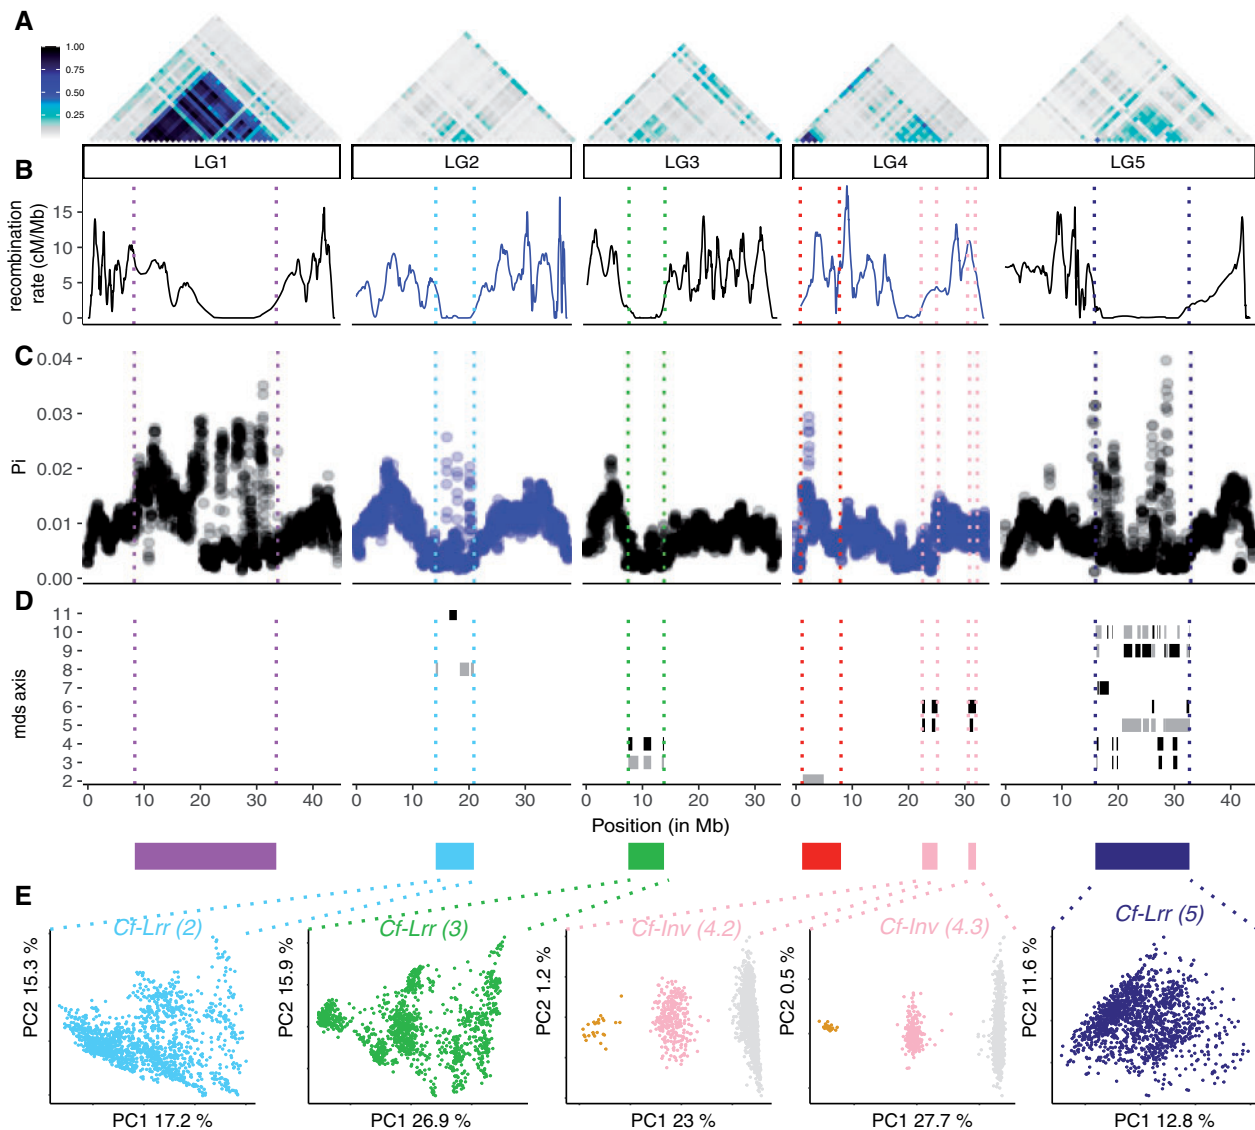 A
1.00
0.75
0.50
0.25
LG1 LG2 LG3 LG4 LG5
B
recombination
rate (cM/Mb)
15
10
5
0
C
Pi
0.04
0.03
0.02
0.01
0.00
D
mds axis
11
10
9
8
7
6
5
4
3
2
0 10 20 30 40 0 10 20 30 0 10 20 30 0 10 20 30 0 10 20 30 40
Position (in Mb)
E
Cf-Lrr (2) Cf-Lrr (3) Cf-Inv (4.2) Cf-Inv (4.3) Cf-Lrr (5)
PC2 15.3 % PC2 15.9 % PC2 1.2 % PC2 0.5 % PC2 11.6 %
PC1 17.2 % PC1 26.9 % PC1 23 % PC1 27.7 % PC1 12.8 %